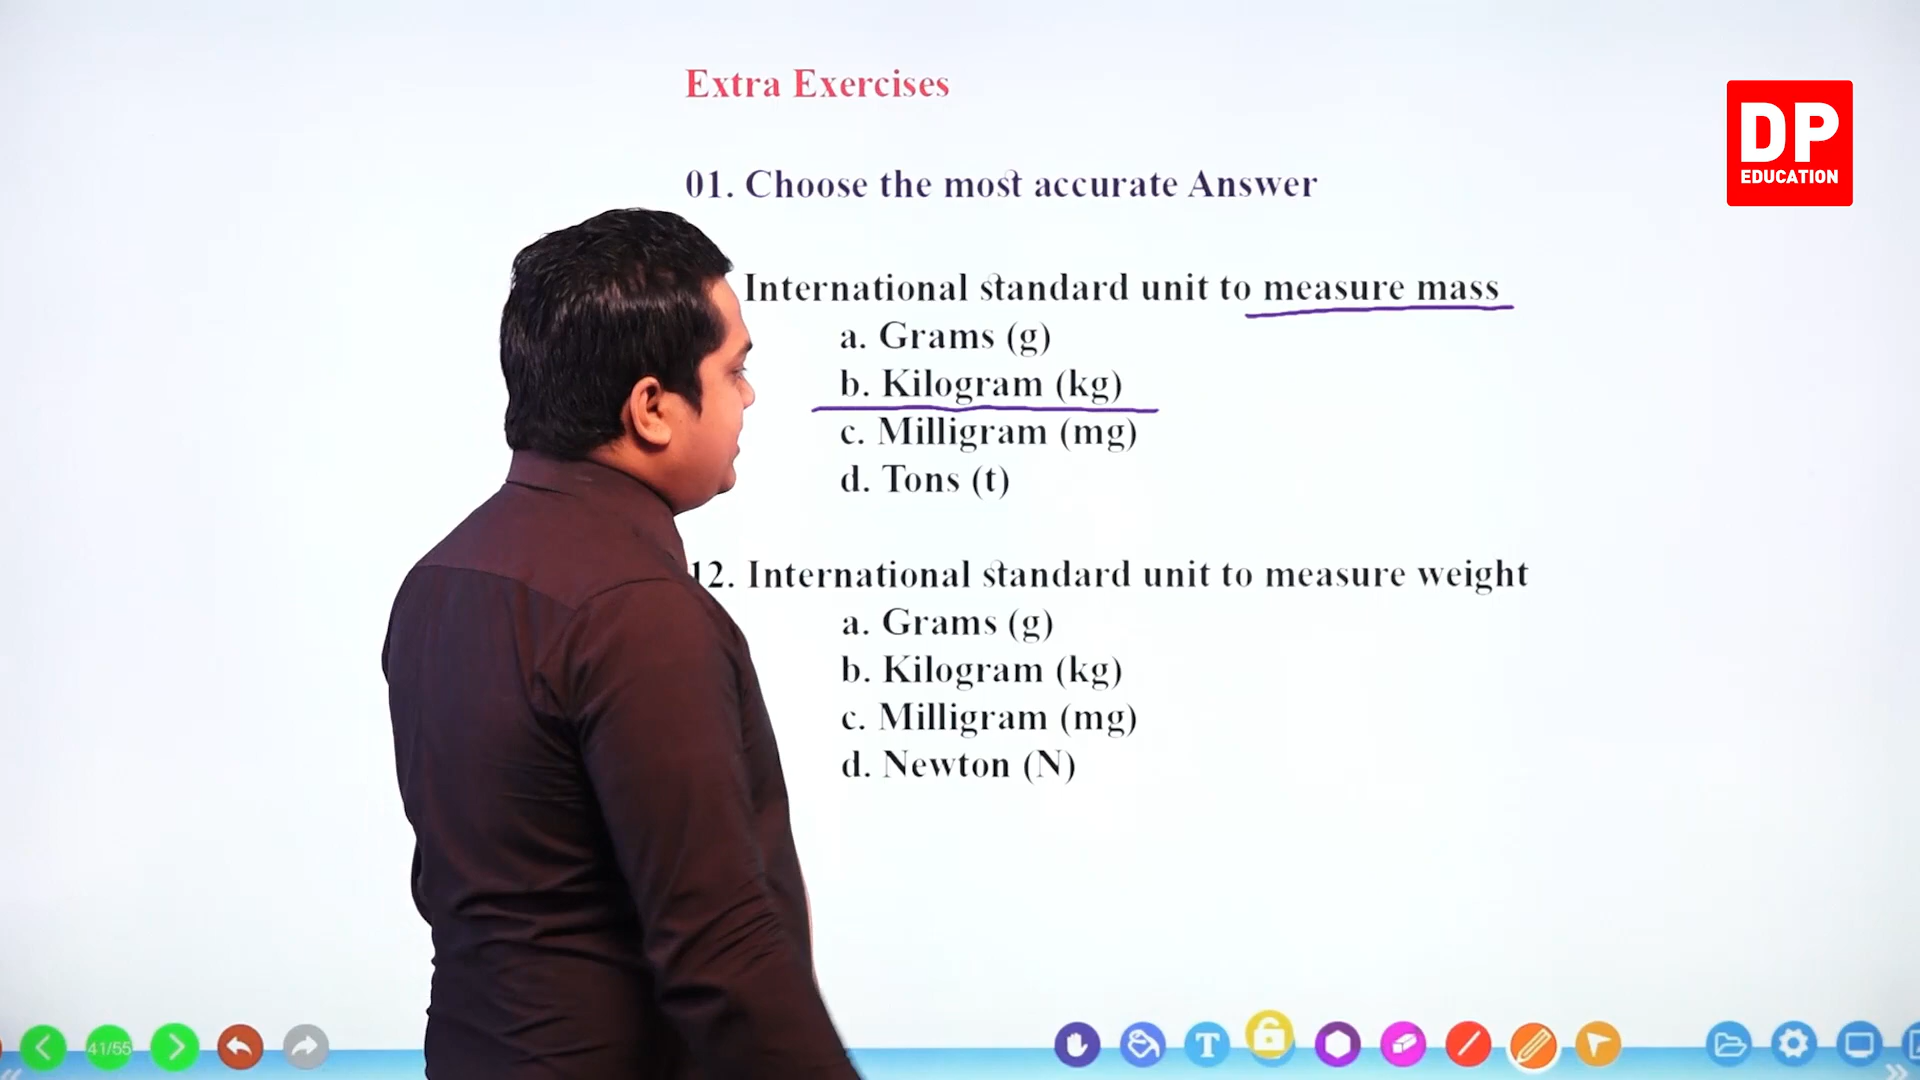 Extra Exercises
DP
EDUCATION
01. Choose the most accurate Answer
International standard unit to measure mass
a. Grams (g)
b. Kilogram (kg)
c. Milligram (mg)
d. Tons (t)
12. International standard unit to measure weight
a. Grams (g)
b. Kilogram (kg)
c. Milligram (mg)
d. Newton (N)
41/55
T